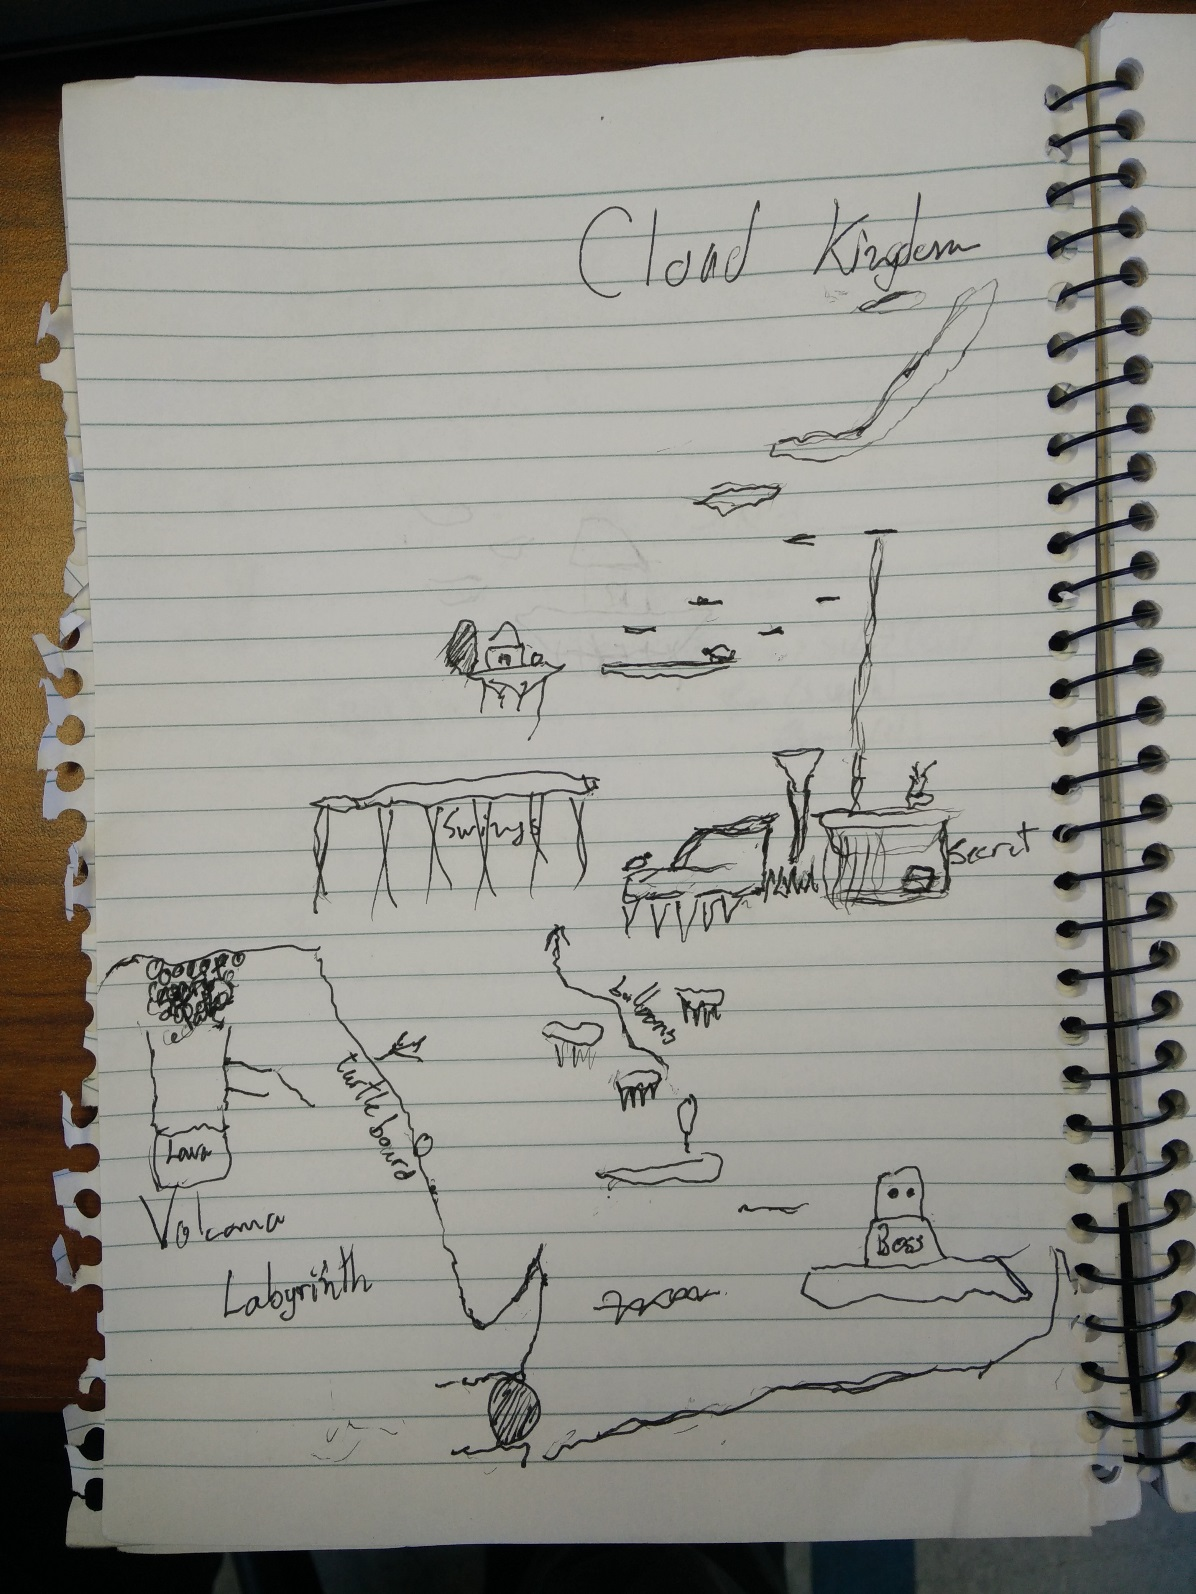 Cloud Kingdom
Swings
Secret
balloons
turtle board
Lava
Volcano
Boss
Labyrinth